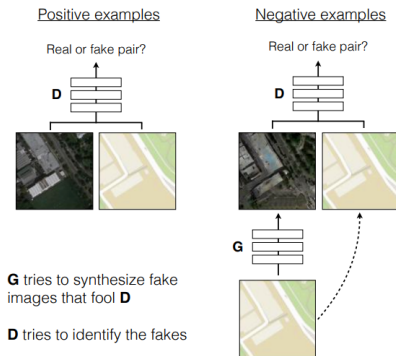 Positive examples
Negative examples
Real or fake pair?
Real or fake pair?
D
D
G
G tries to synthesize fake
images that fool D
D tries to identify the fakes